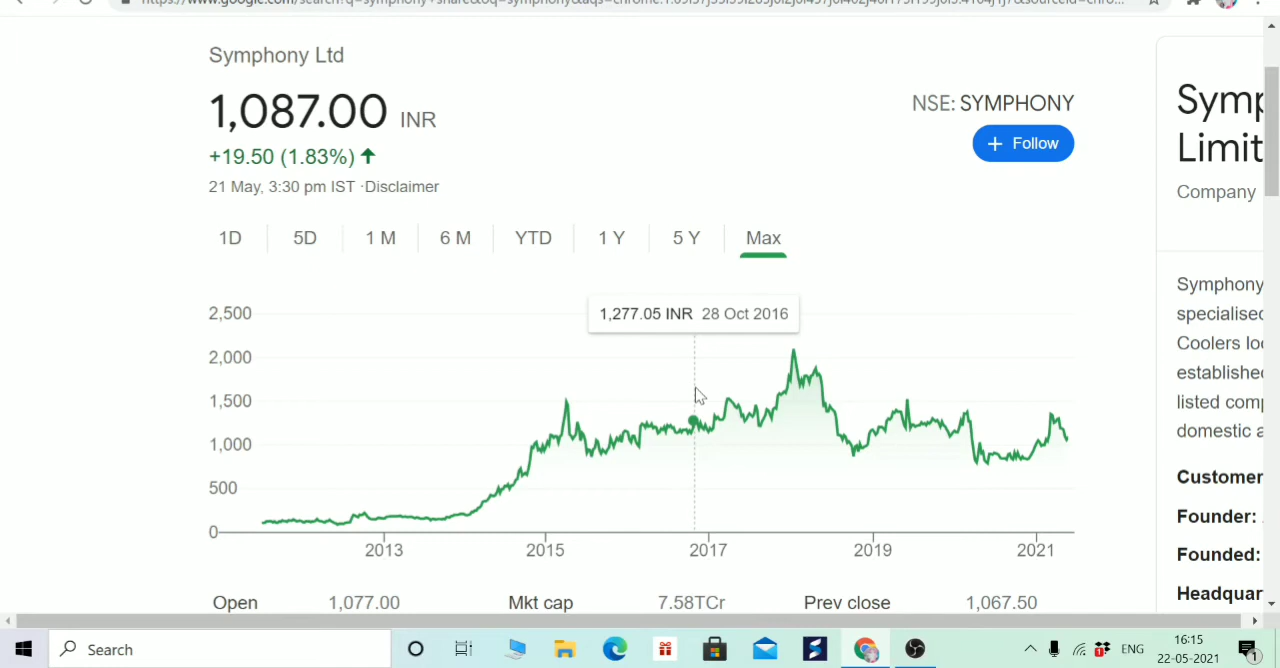 Symphony Ltd
1,087.00 INR
+19.50 (1.83%)
21 May, 3:30 pm IST ·Disclaimer
NSE: SYMPHONY
+ Follow
1D 5D 1 M 6 M YTD 1 Y 5 Y Max
1,277.05 INR 28 Oct 2016
2,500
2,000
1,500
1,000
500
0
2013 2015 2017 2019 2021
Open 1,077.00 Mkt cap 7.58TCr Prev close 1,067.50
Symp
Limit
Company
Symphony
specialised
Coolers lo
established
listed comp
domestic a
Customer
Founder:
Founded:
Headquar
Search
ENG
16:15
22-05-2021
1